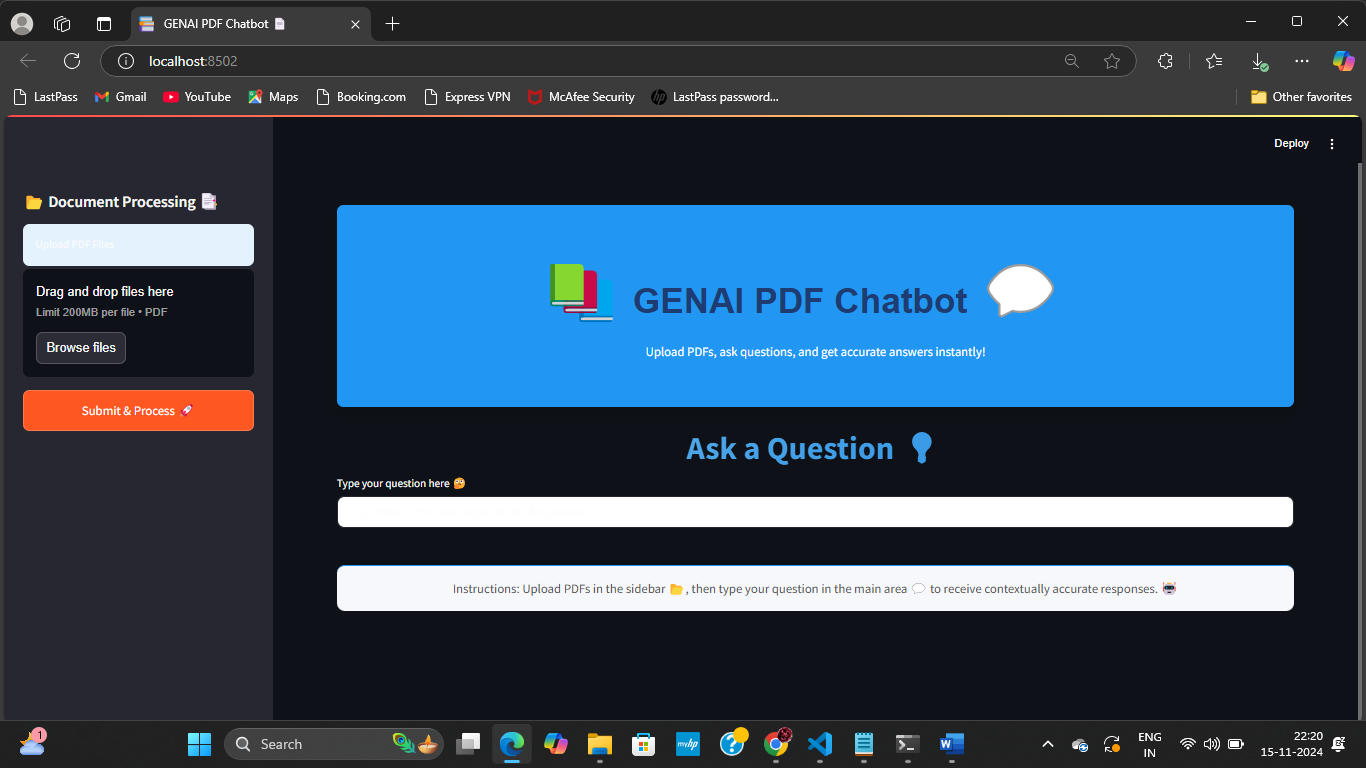 GENAI PDF Chatbot
localhost:8502
LastPass
Gmail
YouTube
Maps
Booking.com
Express VPN
McAfee Security
LastPass password...
Other favorites
Deploy
Document Processing
Upload PDF Files
Drag and drop files here
Limit 200MB per file • PDF
Browse files
Submit & Process
GENAI PDF Chatbot
Upload PDFs, ask questions, and get accurate answers instantly!
Ask a Question
Type your question here
Instructions: Upload PDFs in the sidebar , then type your question in the main area to receive contextually accurate responses.
1
Search
myhp
ENG
IN
22:20
15-11-2024